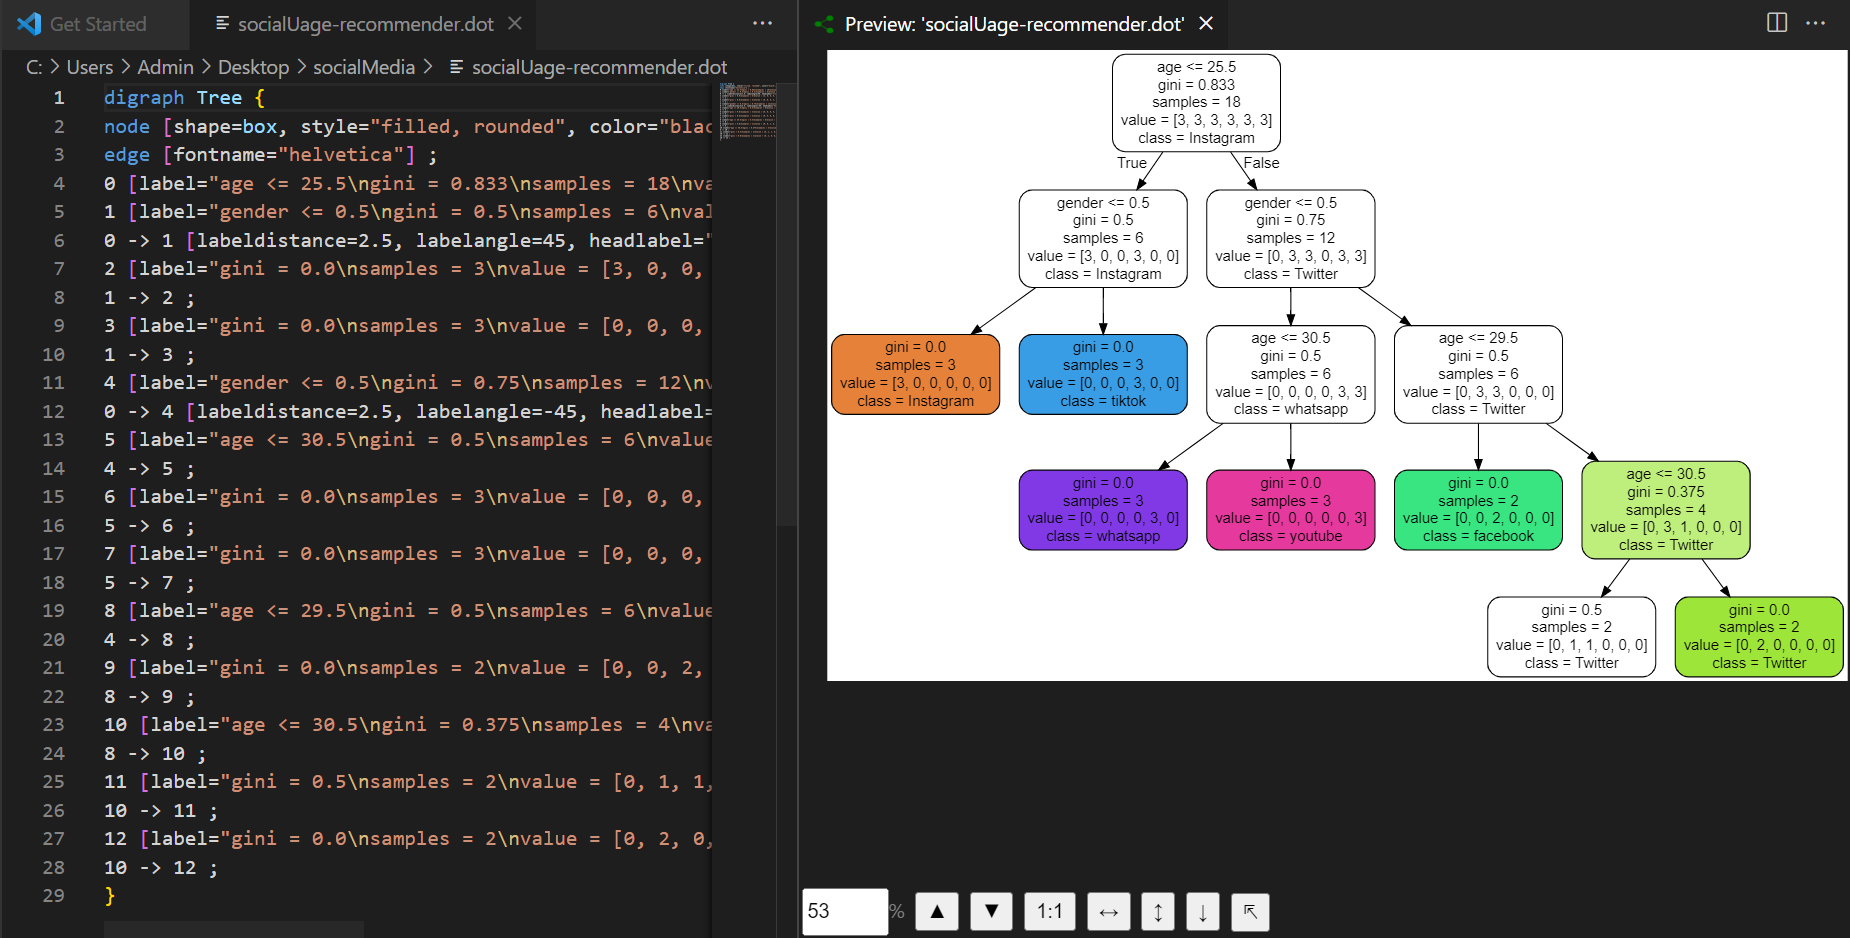 Get Started
socialUage-recommender.dot
C: > Users > Admin > Desktop > socialMedia > socialUage-recommender.dot
1 digraph Tree {
2 node [shape=box, style="filled, rounded", color="blac
3 edge [fontname="helvetica"] ;
4 0 [label="age <= 25.5\ngini = 0.833\nsamples = 18\nva
5 1 [label="gender <= 0.5\ngini = 0.5\nsamples = 6\nval
6 0 -> 1 [labeldistance=2.5, labelangle=45, headlabel="
7 2 [label="gini = 0.0\nsamples = 3\nvalue = [3, 0, 0,
8 1 -> 2 ;
9 3 [label="gini = 0.0\nsamples = 3\nvalue = [0, 0, 0,
10 1 -> 3 ;
11 4 [label="gender <= 0.5\ngini = 0.75\nsamples = 12\nv
12 0 -> 4 [labeldistance=2.5, labelangle=-45, headlabel=
13 5 [label="age <= 30.5\ngini = 0.5\nsamples = 6\nvalue
14 4 -> 5 ;
15 6 [label="gini = 0.0\nsamples = 3\nvalue = [0, 0, 0,
16 5 -> 6 ;
17 7 [label="gini = 0.0\nsamples = 3\nvalue = [0, 0, 0,
18 5 -> 7 ;
19 8 [label="age <= 29.5\ngini = 0.5\nsamples = 6\nvalue
20 4 -> 8 ;
21 9 [label="gini = 0.0\nsamples = 2\nvalue = [0, 0, 2,
22 8 -> 9 ;
23 10 [label="age <= 30.5\ngini = 0.375\nsamples = 4\nva
24 8 -> 10 ;
25 11 [label="gini = 0.5\nsamples = 2\nvalue = [0, 1, 1,
26 10 -> 11 ;
27 12 [label="gini = 0.0\nsamples = 2\nvalue = [0, 2, 0,
28 10 -> 12 ;
29 }
Preview: 'socialUage-recommender.dot'
age <= 25.5
gini = 0.833
samples = 18
value = [3, 3, 3, 3, 3, 3]
class = Instagram
True
False
gender <= 0.5
gini = 0.5
samples = 6
value = [3, 0, 0, 3, 0, 0]
class = Instagram
gender <= 0.5
gini = 0.75
samples = 12
value = [0, 3, 3, 0, 3, 3]
class = Twitter
gini = 0.0
samples = 3
value = [3, 0, 0, 0, 0, 0]
class = Instagram
gini = 0.0
samples = 3
value = [0, 0, 0, 3, 0, 0]
class = tiktok
age <= 30.5
gini = 0.5
samples = 6
value = [0, 0, 0, 0, 3, 3]
class = whatsapp
age <= 29.5
gini = 0.5
samples = 6
value = [0, 3, 3, 0, 0, 0]
class = Twitter
gini = 0.0
samples = 3
value = [0, 0, 0, 0, 3, 0]
class = whatsapp
gini = 0.0
samples = 3
value = [0, 0, 0, 0, 0, 3]
class = youtube
gini = 0.0
samples = 2
value = [0, 0, 2, 0, 0, 0]
class = facebook
age <= 30.5
gini = 0.375
samples = 4
value = [0, 3, 1, 0, 0, 0]
class = Twitter
gini = 0.5
samples = 2
value = [0, 1, 1, 0, 0, 0]
class = Twitter
gini = 0.0
samples = 2
value = [0, 2, 0, 0, 0, 0]
class = Twitter
53 %
1:1